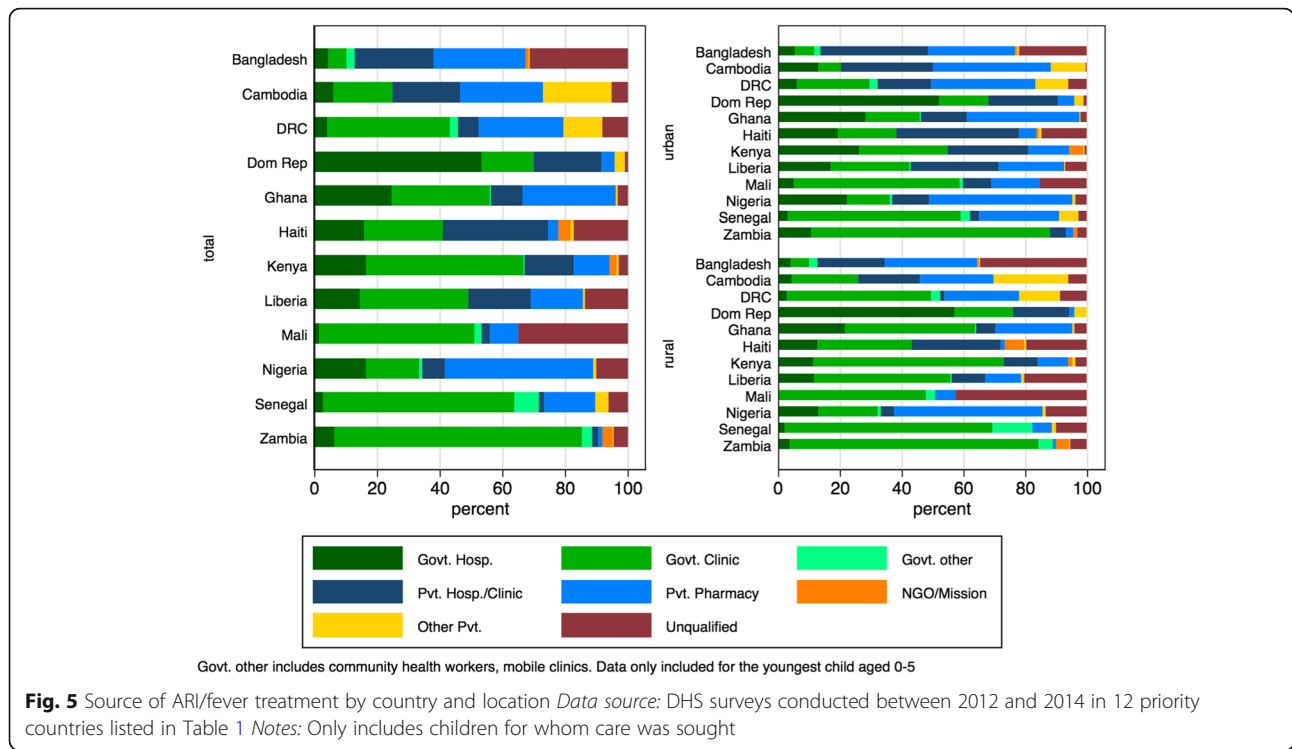 total
Bangladesh
Cambodia
DRC
Dom Rep
Ghana
Haiti
Kenya
Liberia
Mali
Nigeria
Senegal
Zambia
0 20 40 60 80 100
percent
urban
Bangladesh
Cambodia
DRC
Dom Rep
Ghana
Haiti
Kenya
Liberia
Mali
Nigeria
Senegal
Zambia
rural
Bangladesh
Cambodia
DRC
Dom Rep
Ghana
Haiti
Kenya
Liberia
Mali
Nigeria
Senegal
Zambia
0 20 40 60 80 100
percent
Govt. Hosp. Govt. Clinic Govt. other
Pvt. Hosp./Clinic Pvt. Pharmacy NGO/Mission
Other Pvt. Unqualified
Govt. other includes community health workers, mobile clinics. Data only included for the youngest child aged 0-5
Fig. 5 Source of ARI/fever treatment by country and location Data source: DHS surveys conducted between 2012 and 2014 in 12 priority
countries listed in Table 1 Notes: Only includes children for whom care was sought